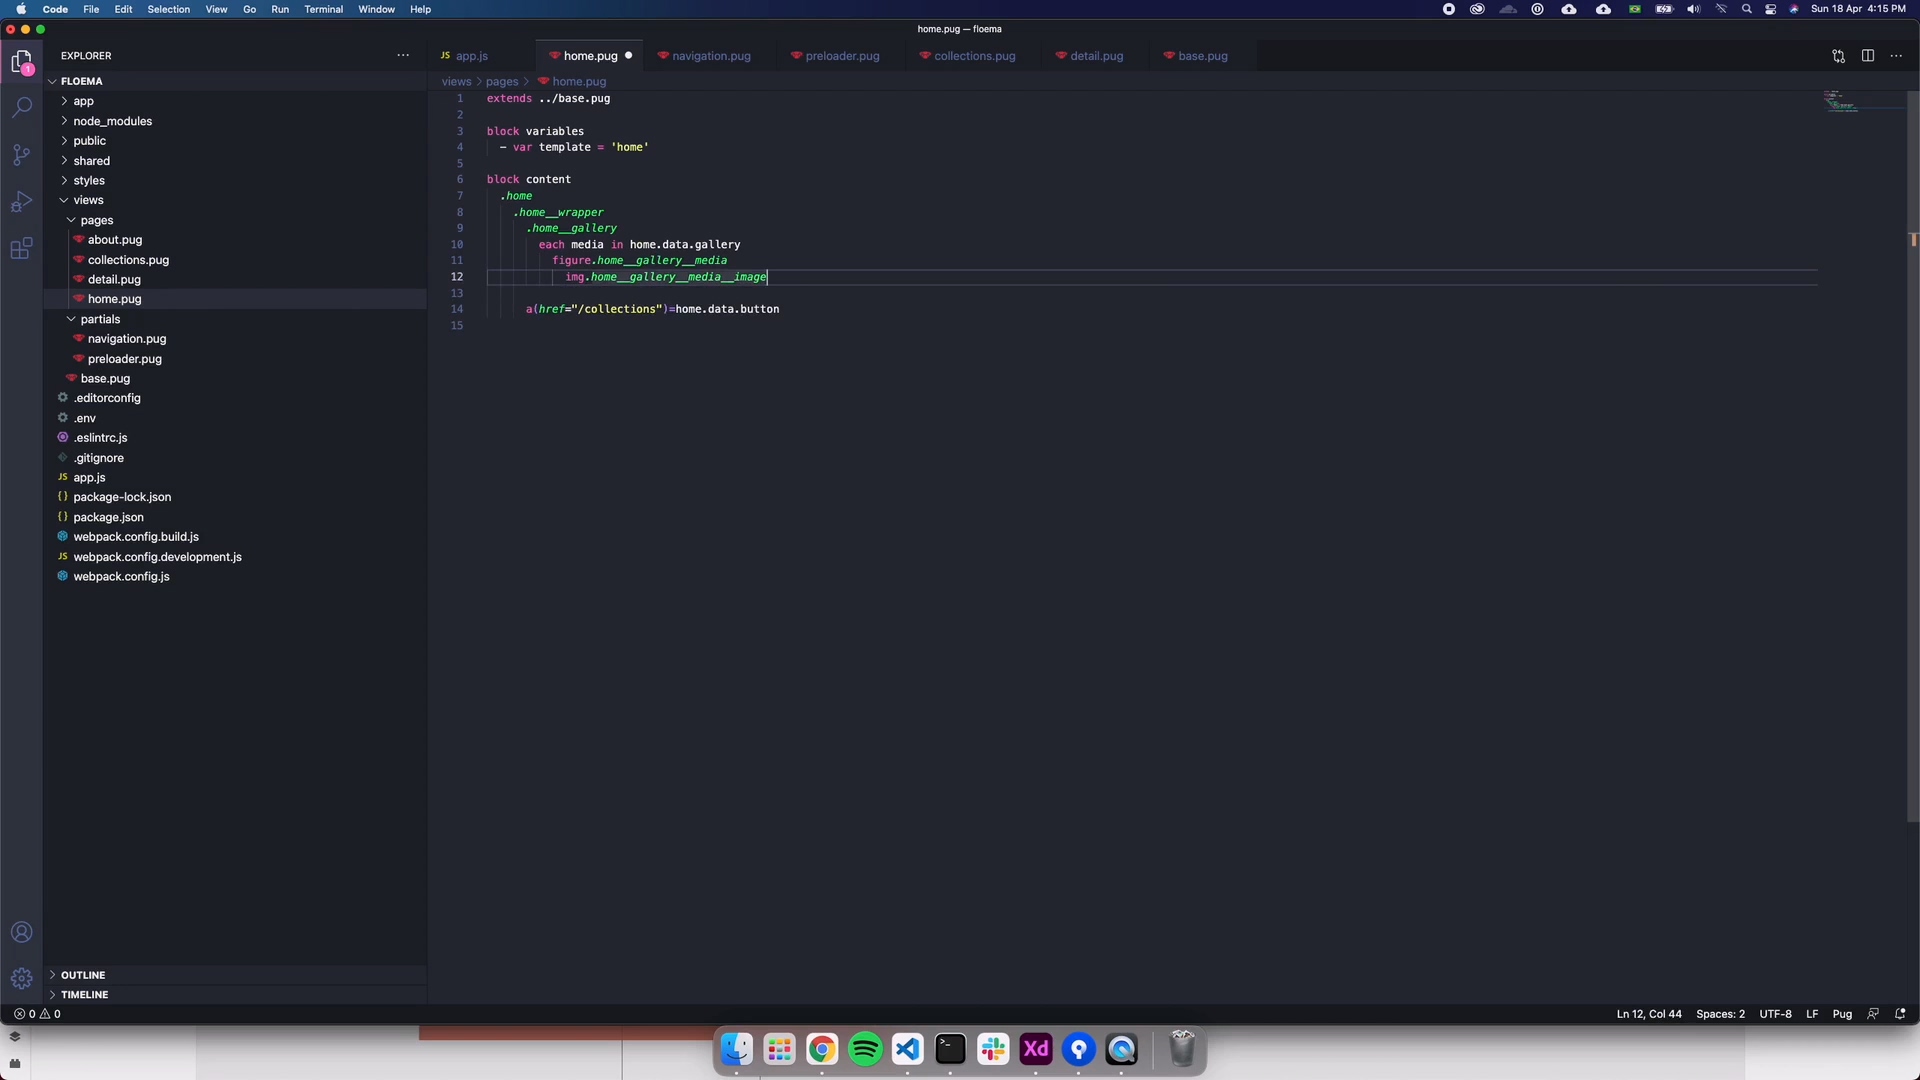 Code File Edit Selection View Go Run Terminal Window Help
Sun 18 Apr 4:15 PM
home.pug — floema
EXPLORER
FLOEMA
app
node_modules
public
shared
styles
views
pages
about.pug
collections.pug
detail.pug
home.pug
partials
navigation.pug
preloader.pug
base.pug
.editorconfig
.env
.eslintrc.js
.gitignore
JS app.js
{} package-lock.json
{} package.json
webpack.config.build.js
JS webpack.config.development.js
webpack.config.js
OUTLINE
TIMELINE
1
JS app.js home.pug navigation.pug preloader.pug collections.pug detail.pug base.pug
views > pages > home.pug
1 extends ../base.pug
2
3 block variables
4 - var template = 'home'
5
6 block content
7 .home
8 .home__wrapper
9 .home__gallery
10 each media in home.data.gallery
11 figure.home__gallery__media
12 img.home__gallery__media__image
13
14 a(href="/collections")=home.data.button
15
0 0
Ln 12, Col 44 Spaces: 2 UTF-8 LF Pug
Xd